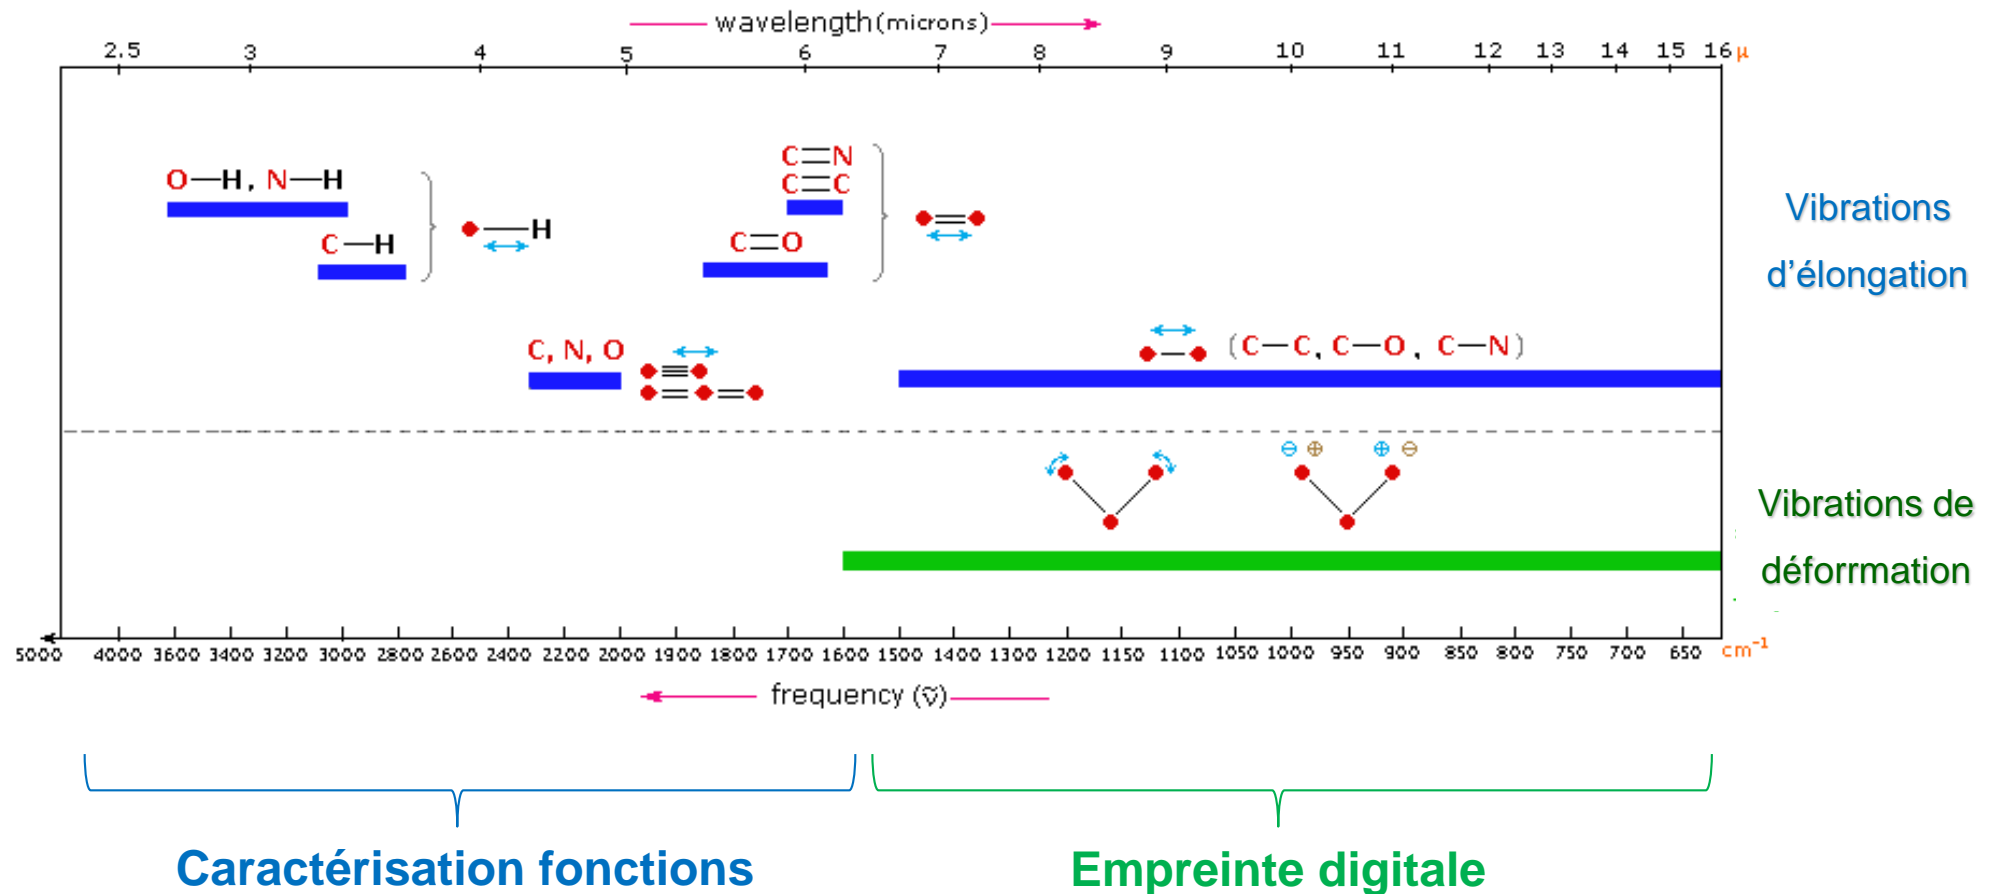 wavelength(microns)
2.5 3 4 5 6 7 8 9 10 11 12 13 14 15 16 μ
C=N
C=C
O—H, N—H
C—H
C=O
●—H
●=●
Vibrations
d'élongation
C, N, O
●≡●
●=●=●
●—● (C—C, C—O, C—N)
⊖ ⊕ ⊕ ⊖
Vibrations de
déforrmation
5000 4000 3600 3400 3200 3000 2800 2600 2400 2200 2000 1900 1800 1700 1600 1500 1400 1300 1200 1150 1100 1050 1000 950 900 850 800 750 700 650 cm⁻¹
frequency (ν̃)
Caractérisation fonctions
Empreinte digitale